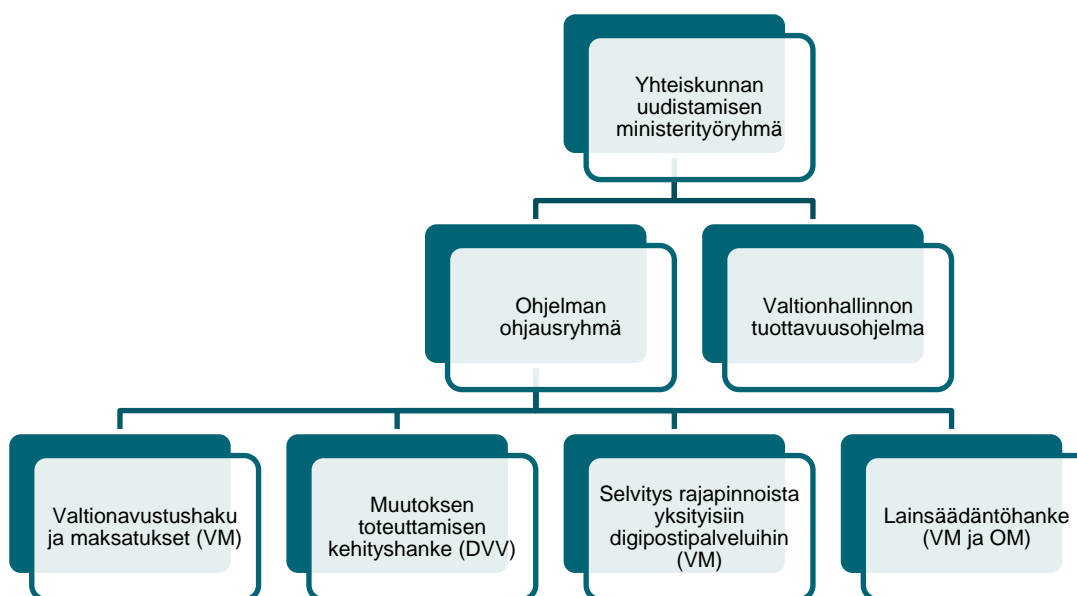 Yhteiskunnan
uudistamisen
ministerityöryhmä
Ohjelman
ohjausryhmä
Valtionhallinnon
tuottavuusohjelma
Valtionavustushaku
ja maksatukset (VM)
Muutoksen
toteuttamisen
kehityshanke (DVV)
Selvitys rajapinnoista
yksityisiin
digipostipalveluihin
(VM)
Lainsäädäntöhanke
(VM ja OM)